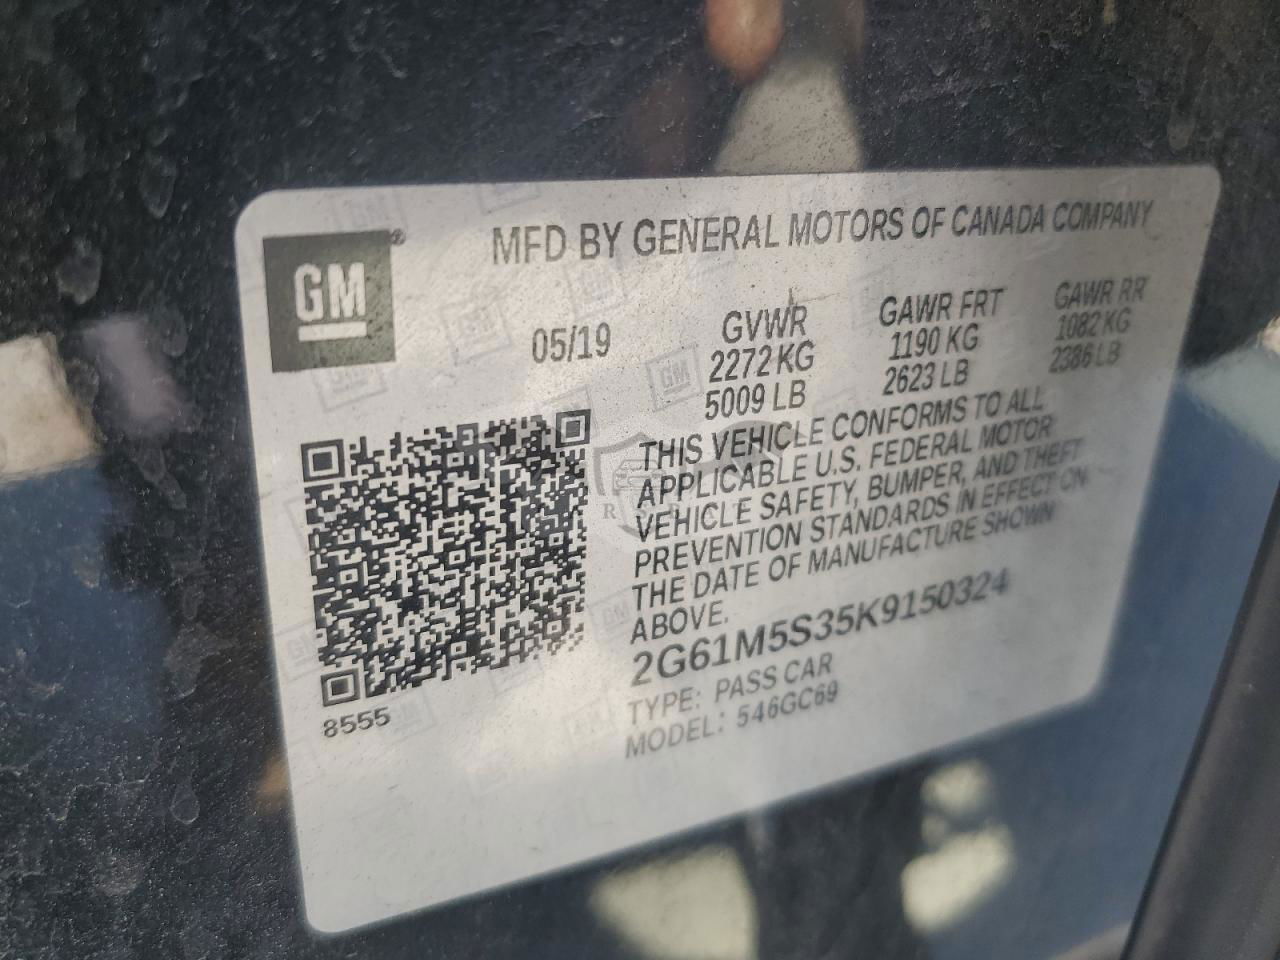 GM®
MFD BY GENERAL MOTORS OF CANADA COMPANY
05/19
GVWR
2272 KG
5009 LB
GAWR FRT
1190 KG
2623 LB
GAWR RR
1082 KG
2386 LB
THIS VEHICLE CONFORMS TO ALL
APPLICABLE U.S. FEDERAL MOTOR
VEHICLE SAFETY, BUMPER, AND THEFT
PREVENTION STANDARDS IN EFFECT ON
THE DATE OF MANUFACTURE SHOWN
ABOVE.
2G61M5S35K9150324
TYPE: PASS CAR
MODEL: 546GC69
8555